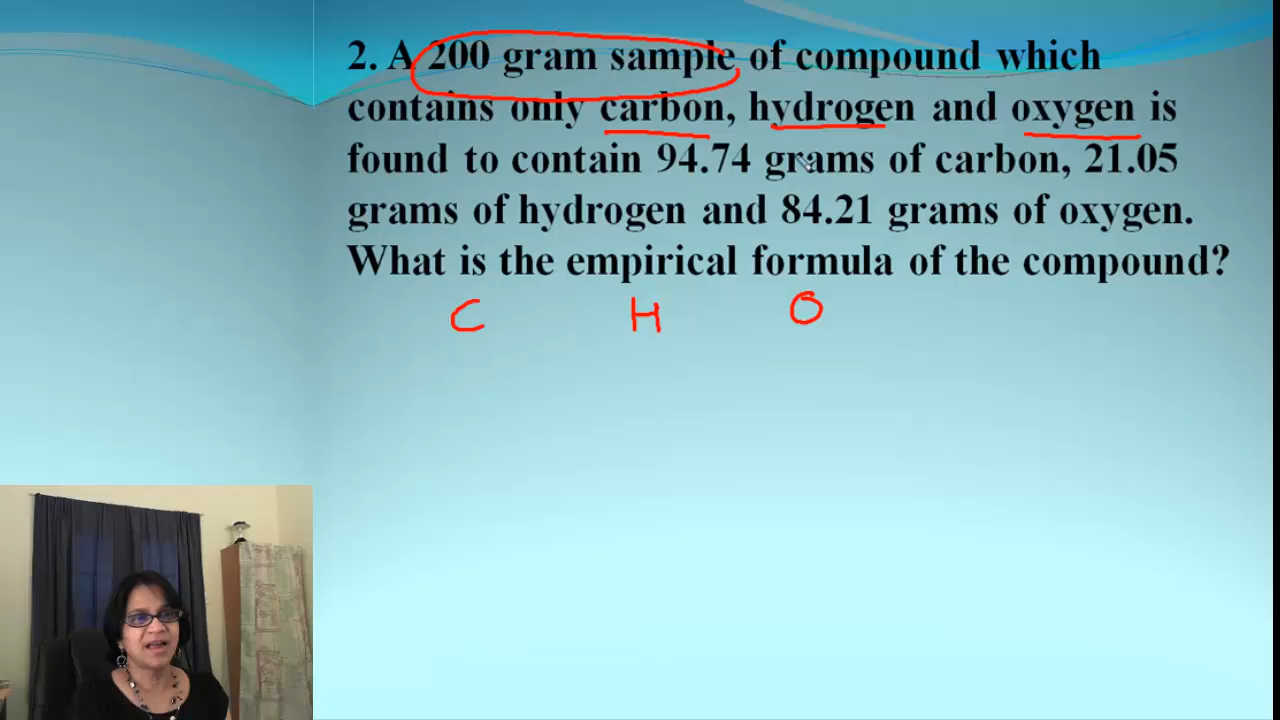 2. A 200 gram sample of compound which
contains only carbon, hydrogen and oxygen is
found to contain 94.74 grams of carbon, 21.05
grams of hydrogen and 84.21 grams of oxygen.
What is the empirical formula of the compound?
C H O